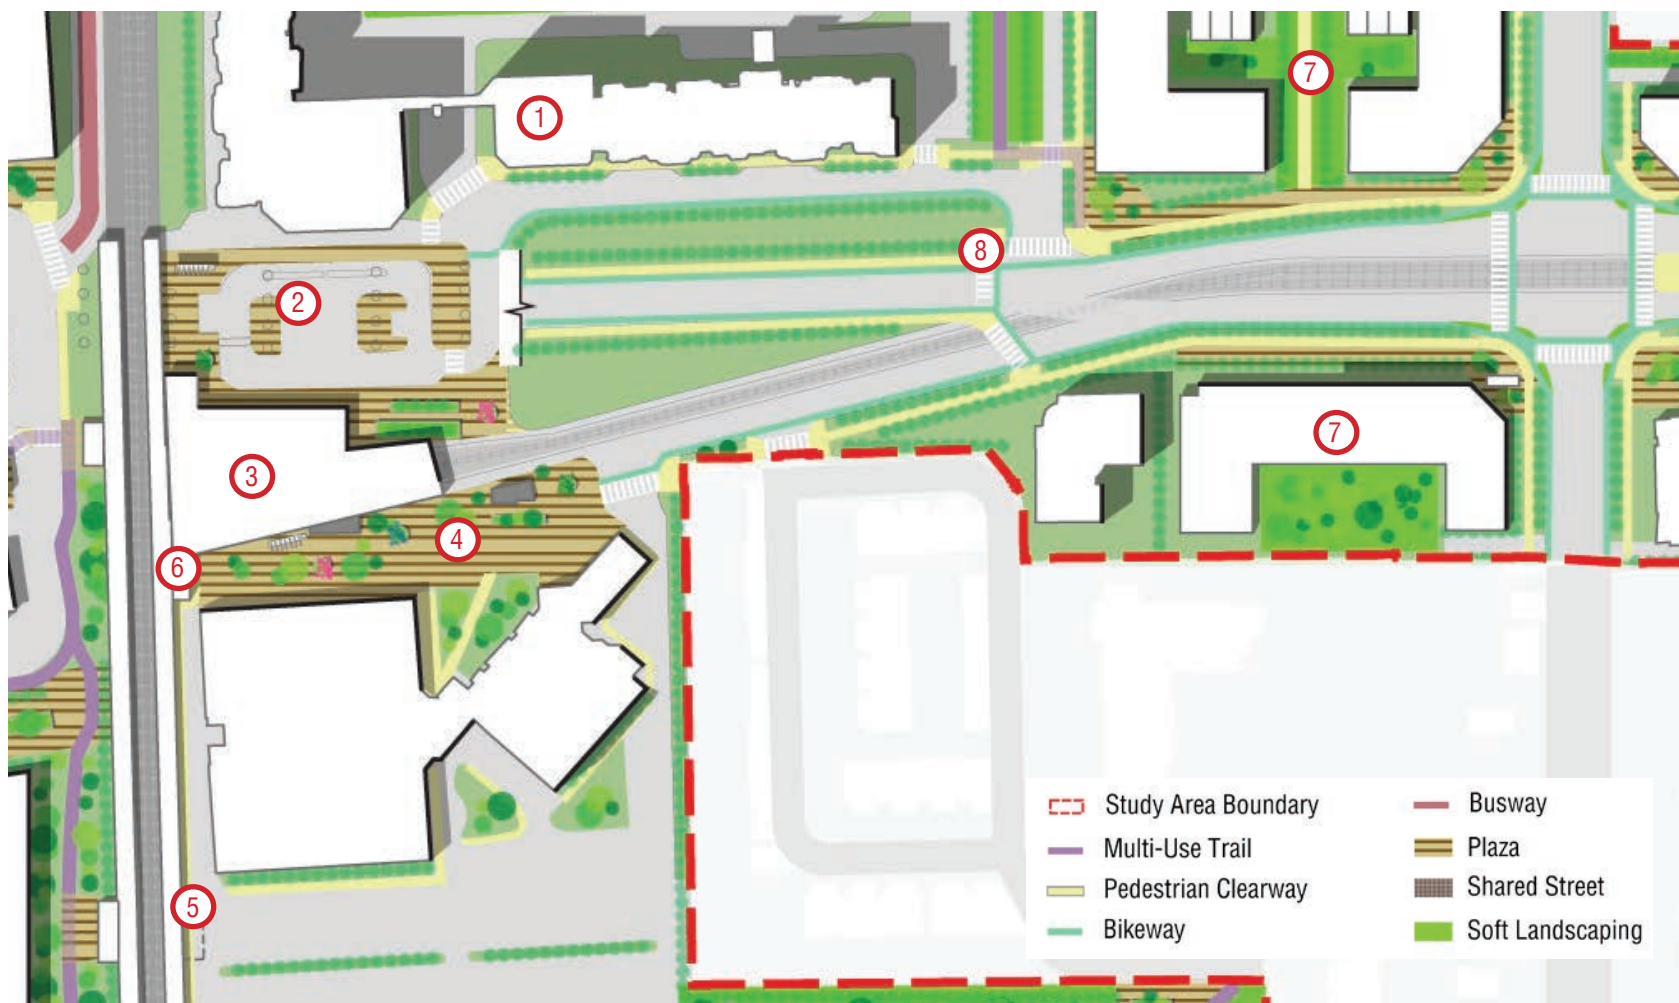 7
1
8
2
7
3
4
6
5
Study Area Boundary
Busway
Multi-Use Trail
Plaza
Pedestrian Clearway
Shared Street
Bikeway
Soft Landscaping